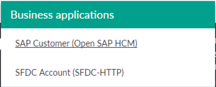 Business applications
SAP Customer (Open SAP HCM)
SFDC Account (SFDC-HTTP)